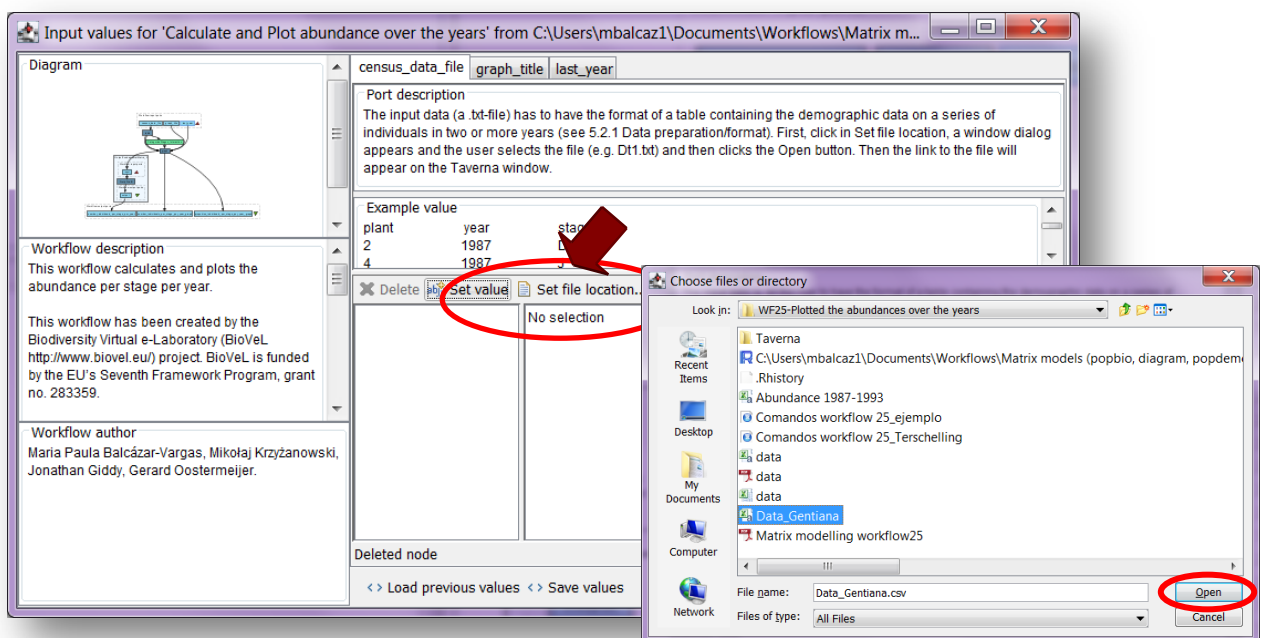 Input values for 'Calculate and Plot abundance over the years' from C:\Users\mbalcaz1\Documents\Workflows\Matrix m...
Diagram
Workflow description
This workflow calculates and plots the
abundance per stage per year.
This workflow has been created by the
Biodiversity Virtual e-Laboratory (BioVeL
http://www.biovel.eu/) project. BioVeL is funded
by the EU's Seventh Framework Program, grant
no. 283359.
Workflow author
Maria Paula Balcázar-Vargas, Mikołaj Krzyżanowski,
Jonathan Giddy, Gerard Oostermeijer.
census_data_file graph_title last_year
Port description
The input data (a .txt-file) has to have the format of a table containing the demographic data on a series of
individuals in two or more years (see 5.2.1 Data preparation/format). First, click in Set file location, a window dialog
appears and the user selects the file (e.g. Dt1.txt) and then clicks the Open button. Then the link to the file will
appear on the Taverna window.
Example value
plant year
2 1987
4 1987
Delete Set value Set file location..
No selection
Deleted node
<> Load previous values <> Save values
Choose files or directory
Look in: WF25-Plotted the abundances over the years
Recent
Items
Desktop
My
Documents
Computer
Network
Taverna
C:\Users\mbalcaz1\Documents\Workflows\Matrix models (popbio, diagram, popdem
.Rhistory
Abundance 1987-1993
Comandos workflow 25_ejemplo
Comandos workflow 25_Terschelling
data
data
data
Data_Gentiana
Matrix modelling workflow25
File name: Data_Gentiana.csv Open
Files of type: All Files Cancel